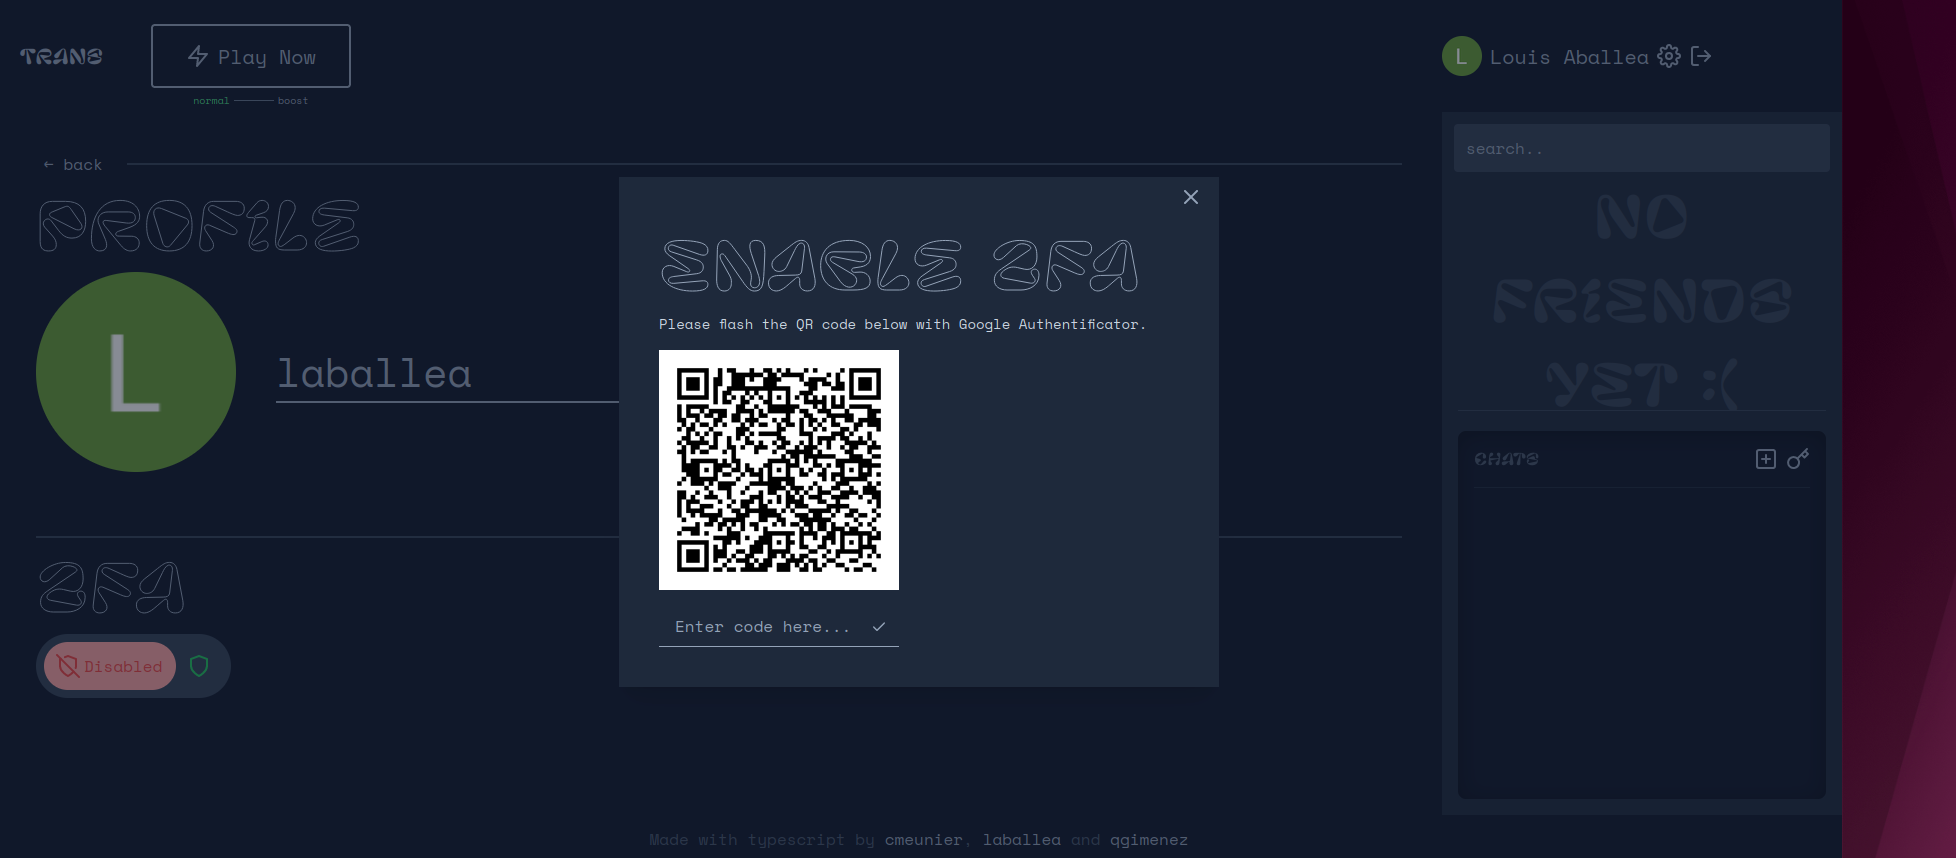 TRANS
Play Now
normal boost
L Louis Aballea
← back
search..
PROFiLE
NO
FRiENDS
YET :(
L
laballea
ENABLE 2FA
Please flash the QR code below with Google Authentificator.
Enter code here...
CHATS
2FA
Disabled
Made with typescript by cmeunier, laballea and qgimenez